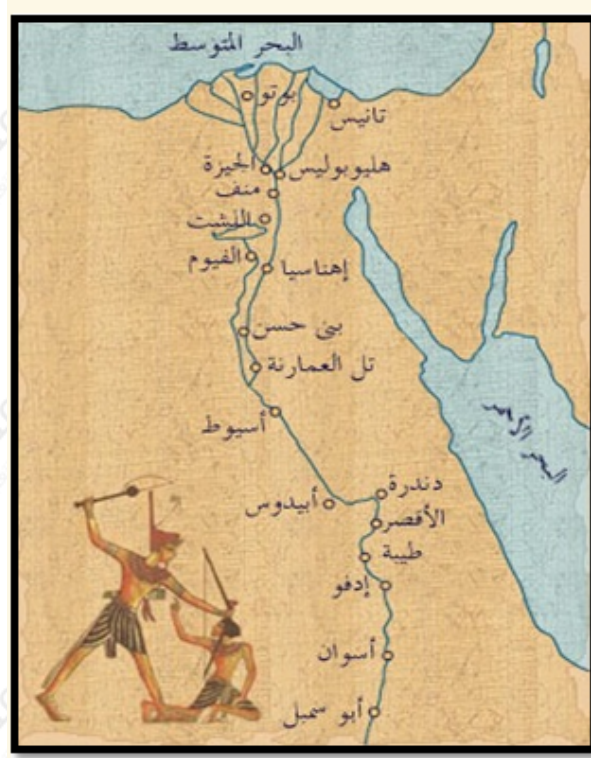 البحر المتوسط
بوتو
تانيس
الجيزة
هليوبوليس
منف
اللشت
الفيوم
إهناسيا
بنى حسن
تل العمارنة
أسيوط
البحر الأحمر
دندرة
أبيدوس
الأقصر
طيبة
إدفو
أسوان
أبو سمبل